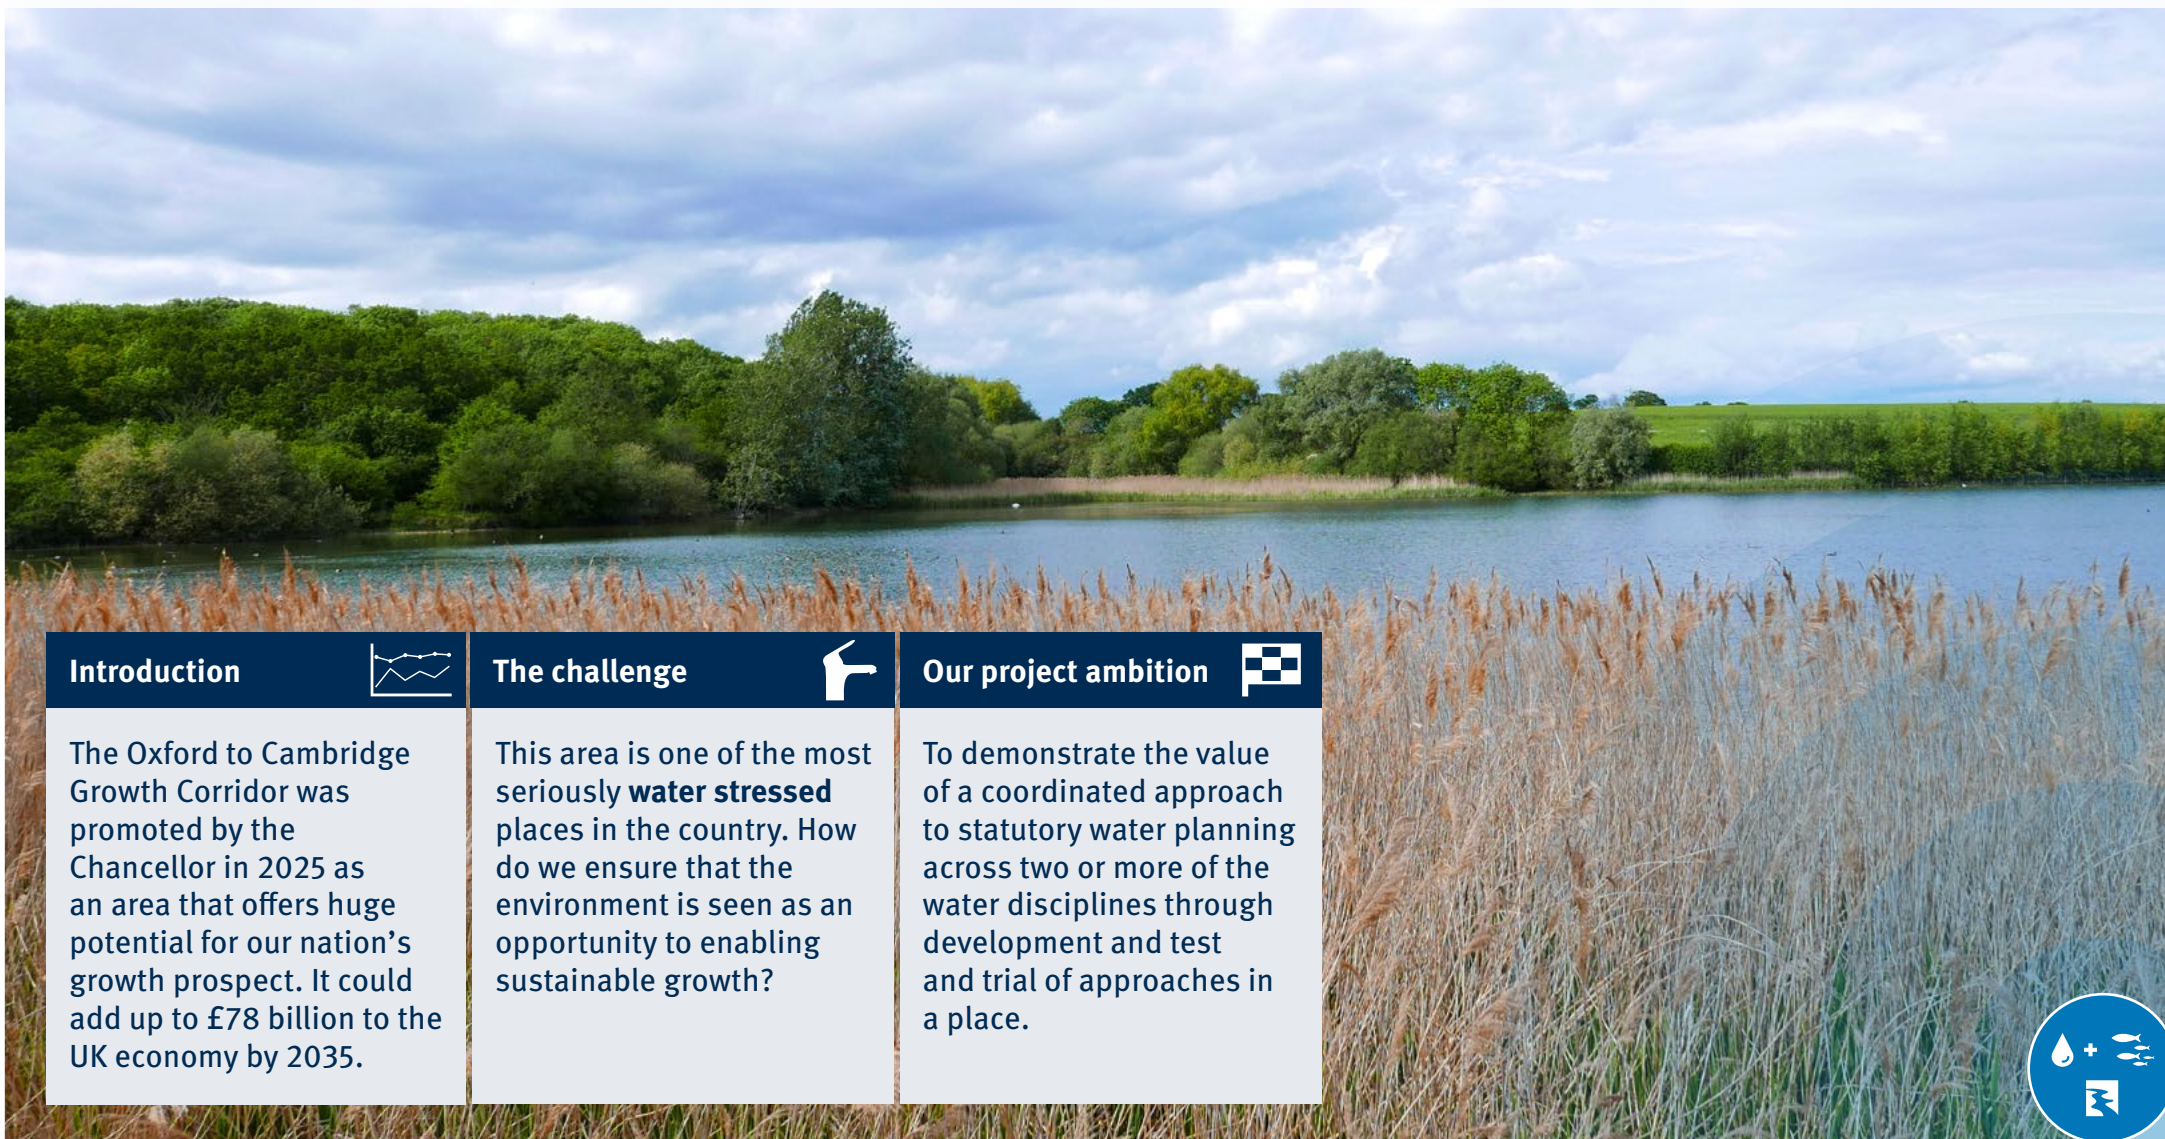 Introduction
The Oxford to Cambridge
Growth Corridor was
promoted by the
Chancellor in 2025 as
an area that offers huge
potential for our nation’s
growth prospect. It could
add up to £78 billion to the
UK economy by 2035.
The challenge
This area is one of the most
seriously water stressed
places in the country. How
do we ensure that the
environment is seen as an
opportunity to enabling
sustainable growth?
Our project ambition
To demonstrate the value
of a coordinated approach
to statutory water planning
across two or more of the
water disciplines through
development and test
and trial of approaches in
a place.